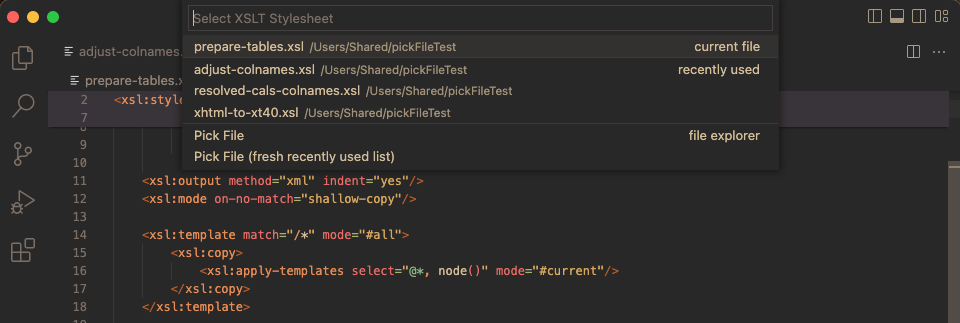 Select XSLT Stylesheet
prepare-tables.xsl /Users/Shared/pickFileTest current file
adjust-colnames.xsl /Users/Shared/pickFileTest recently used
resolved-cals-colnames.xsl /Users/Shared/pickFileTest
xhtml-to-xt40.xsl /Users/Shared/pickFileTest
Pick File file explorer
Pick File (fresh recently used list)
adjust-colnames.
prepare-tables.x
2 <xsl:style
7
8
9
10
11 <xsl:output method="xml" indent="yes"/>
12 <xsl:mode on-no-match="shallow-copy"/>
13
14 <xsl:template match="/*" mode="#all">
15 <xsl:copy>
16 <xsl:apply-templates select="@*, node()" mode="#current"/>
17 </xsl:copy>
18 </xsl:template>